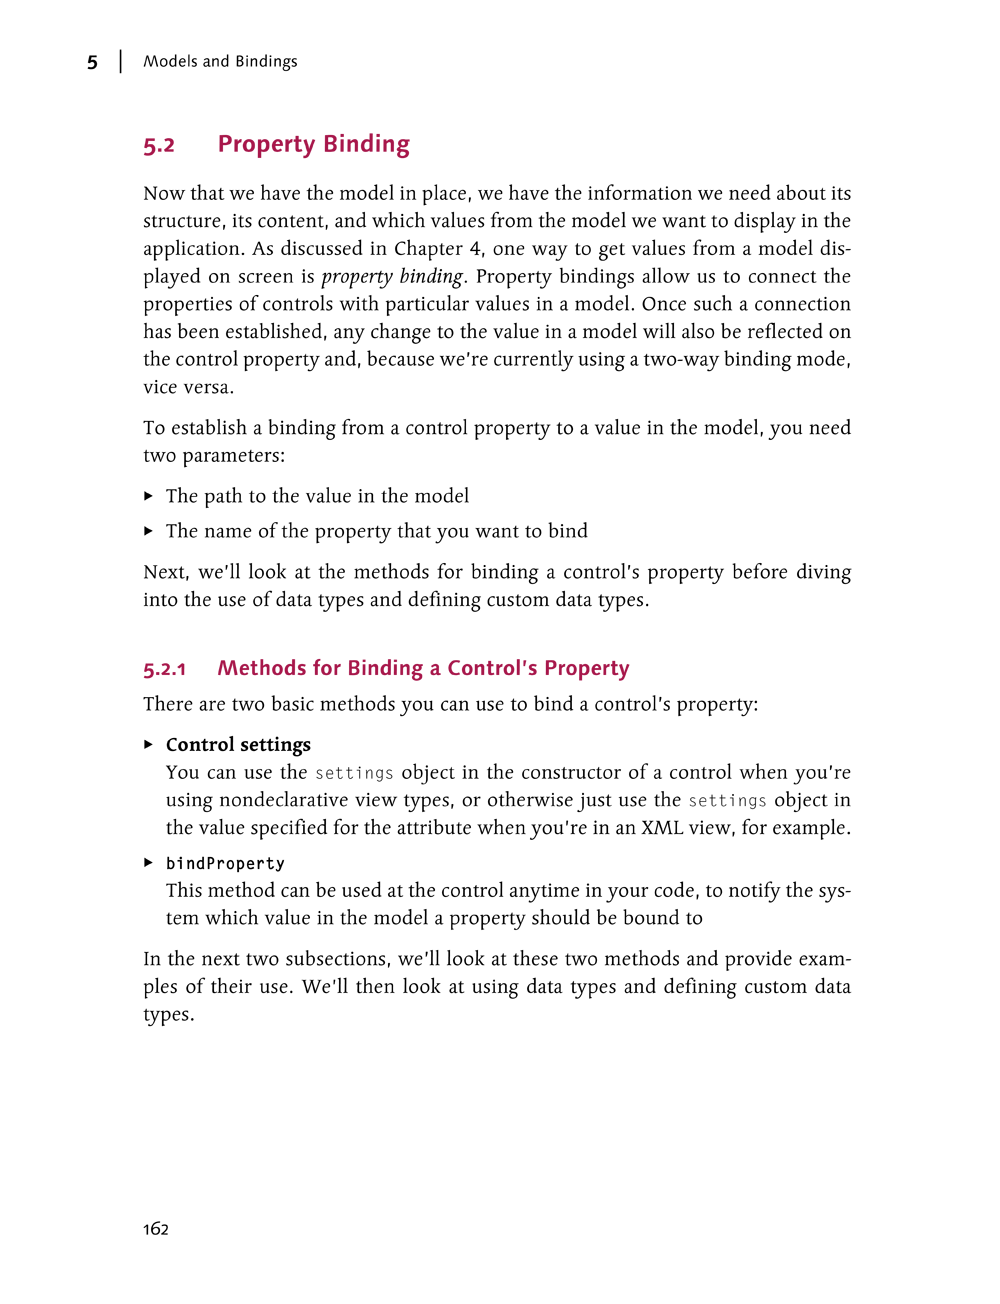 5 | Models and Bindings
5.2 Property Binding
Now that we have the model in place, we have the information we need about its
structure, its content, and which values from the model we want to display in the
application. As discussed in Chapter 4, one way to get values from a model dis-
played on screen is property binding. Property bindings allow us to connect the
properties of controls with particular values in a model. Once such a connection
has been established, any change to the value in a model will also be reflected on
the control property and, because we're currently using a two-way binding mode,
vice versa.
To establish a binding from a control property to a value in the model, you need
two parameters:
▸ The path to the value in the model
▸ The name of the property that you want to bind
Next, we'll look at the methods for binding a control's property before diving
into the use of data types and defining custom data types.
5.2.1 Methods for Binding a Control's Property
There are two basic methods you can use to bind a control's property:
▸ Control settings
You can use the settings object in the constructor of a control when you're
using nondeclarative view types, or otherwise just use the settings object in
the value specified for the attribute when you're in an XML view, for example.
▸ bindProperty
This method can be used at the control anytime in your code, to notify the sys-
tem which value in the model a property should be bound to
In the next two subsections, we'll look at these two methods and provide exam-
ples of their use. We'll then look at using data types and defining custom data
types.
162